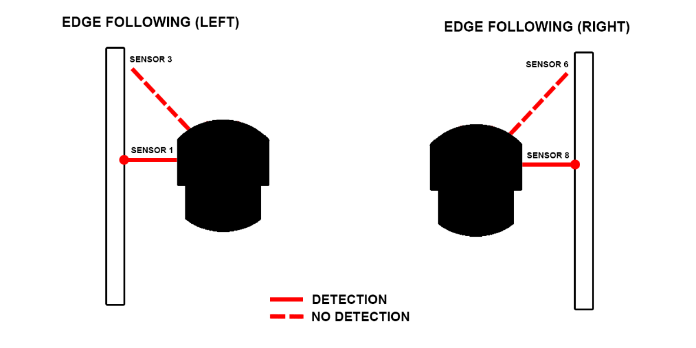 EDGE FOLLOWING (LEFT)
SENSOR 3
SENSOR 1
EDGE FOLLOWING (RIGHT)
SENSOR 6
SENSOR 8
DETECTION
NO DETECTION